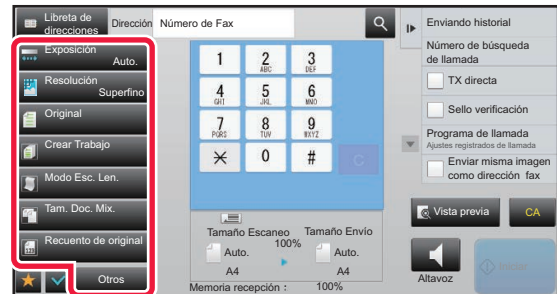 Libreta de
direcciones
Dirección
Número de Fax
Exposición
Auto.
Resolución
Superfino
Original
Crear Trabajo
Modo Esc. Len.
Tam. Doc. Mix.
Recuento de original
Otros
1
2
ABC
3
DEF
4
GHI
5
JKL
6
MNO
7
PQRS
8
TUV
9
WXYZ
0
#
C
Tamaño Escaneo
Tamaño Envío
100%
Auto.
Auto.
A4
A4
Memoria recepción :
100%
Enviando historial
Número de búsqueda
de llamada
TX directa
Sello verificación
Programa de llamada
Ajustes registrados de llamada
Enviar misma imagen
como dirección fax
Vista previa
CA
Altavoz
Iniciar